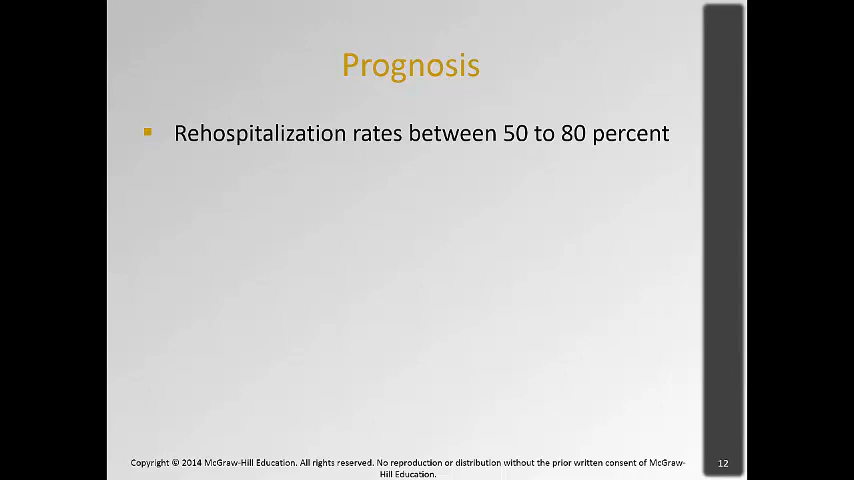 Prognosis
▪ Rehospitalization rates between 50 to 80 percent
Copyright © 2014 McGraw-Hill Education. All rights reserved. No reproduction or distribution without the prior written consent of McGraw-
Hill Education.
12